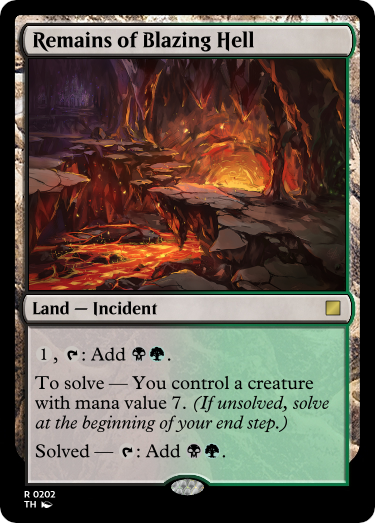 Remains of Blazing Hell
Land — Incident
1 , : Add .
To solve — You control a creature
with mana value 7. (If unsolved, solve
at the beginning of your end step.)
Solved — : Add .
R 0202
TH